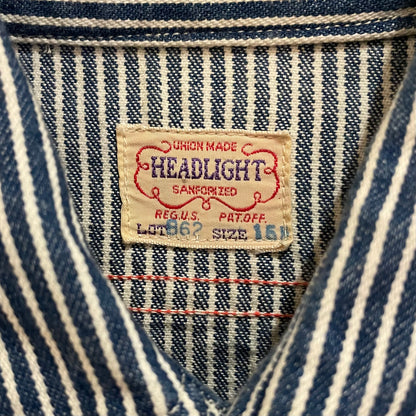 UNION MADE
HEADLIGHT
SANFORIZED
REG.U.S. PAT.OFF.
LOT SIZE